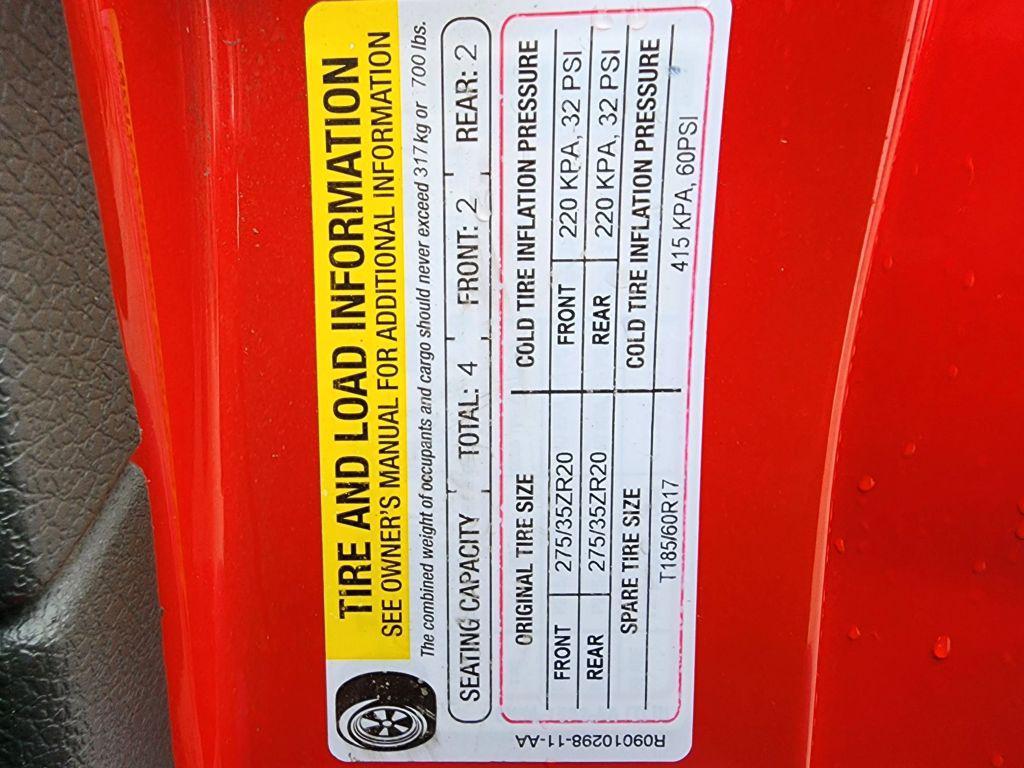 TIRE AND LOAD INFORMATION
SEE OWNER'S MANUAL FOR ADDITIONAL INFORMATION
The combined weight of occupants and cargo should never exceed 317 kg or 700 lbs.
SEATING CAPACITY TOTAL: 4 FRONT: 2 REAR: 2
ORIGINAL TIRE SIZE COLD TIRE INFLATION PRESSURE
FRONT 275/35ZR20 FRONT 220 KPA, 32 PSI
REAR 275/35ZR20 REAR 220 KPA, 32 PSI
SPARE TIRE SIZE COLD TIRE INFLATION PRESSURE
T185/60R17 415 KPA, 60PSI
R09010298-11-AA